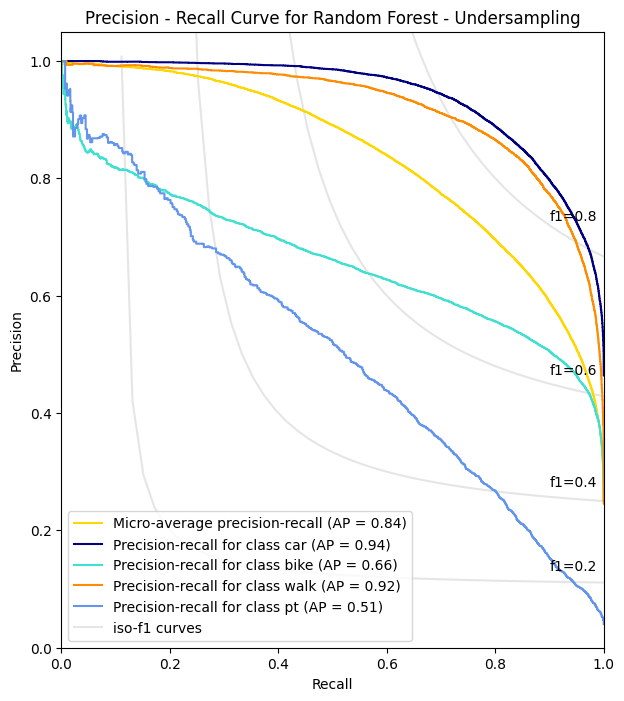 Precision - Recall Curve for Random Forest - Undersampling
1.0
0.8
0.6
0.4
0.2
0.0
Precision
f1=0.8
f1=0.6
f1=0.4
f1=0.2
Micro-average precision-recall (AP = 0.84)
Precision-recall for class car (AP = 0.94)
Precision-recall for class bike (AP = 0.66)
Precision-recall for class walk (AP = 0.92)
Precision-recall for class pt (AP = 0.51)
iso-f1 curves
0.0 0.2 0.4 0.6 0.8 1.0
Recall